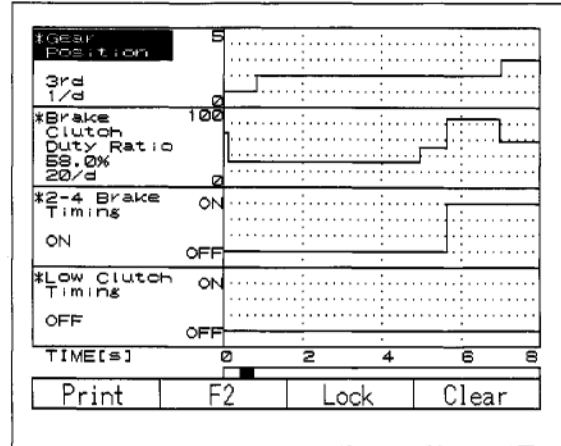 *Gear
Position
5
3rd
1/d
0
*Brake
Clutch
Duty Ratio
58.0%
20/d
100
0
*2-4 Brake
Timing
ON
ON
OFF
*Low Clutch
Timing
ON
OFF
OFF
TIME[s]
0 2 4 6 8
Print F2 Lock Clear